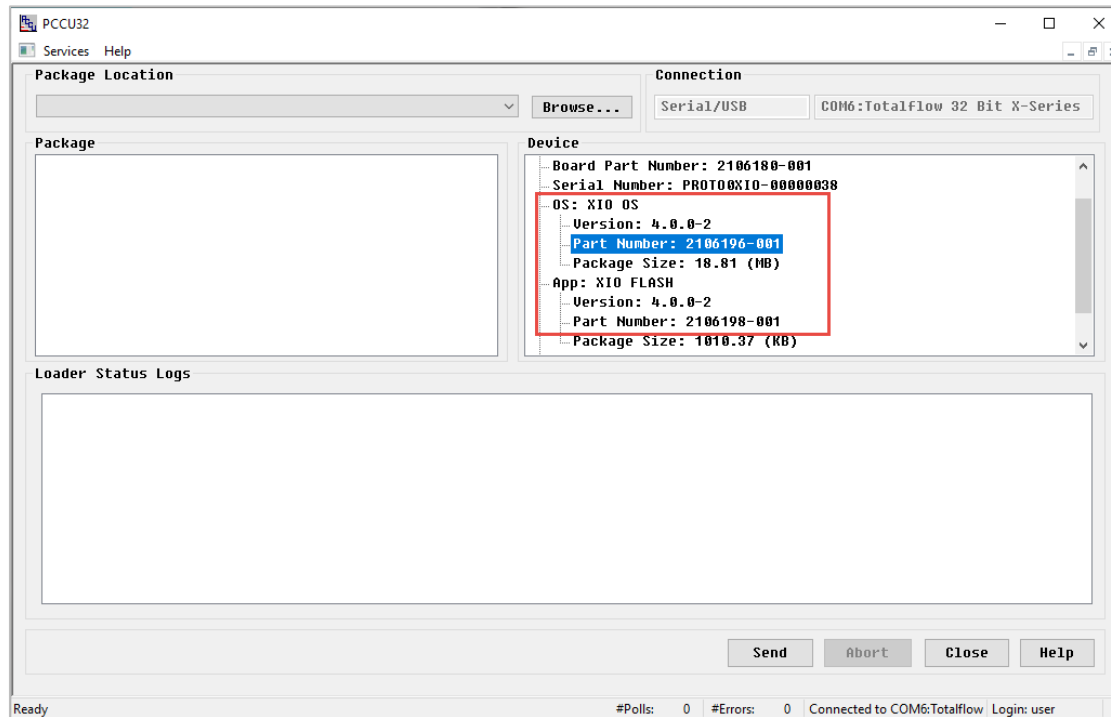 PCCU32
Services Help
Package Location
Browse...
Connection
Serial/USB
COM6:Totalflow 32 Bit X-Series
Package
Device
Board Part Number: 2106180-001
Serial Number: PROTO0XIO-00000038
OS: XIO OS
Version: 4.0.0-2
Part Number: 2106196-001
Package Size: 18.81 (MB)
App: XIO FLASH
Version: 4.0.0-2
Part Number: 2106198-001
Package Size: 1010.37 (KB)
Loader Status Logs
Send Abort Close Help
Ready #Polls: 0 #Errors: 0 Connected to COM6:Totalflow Login: user